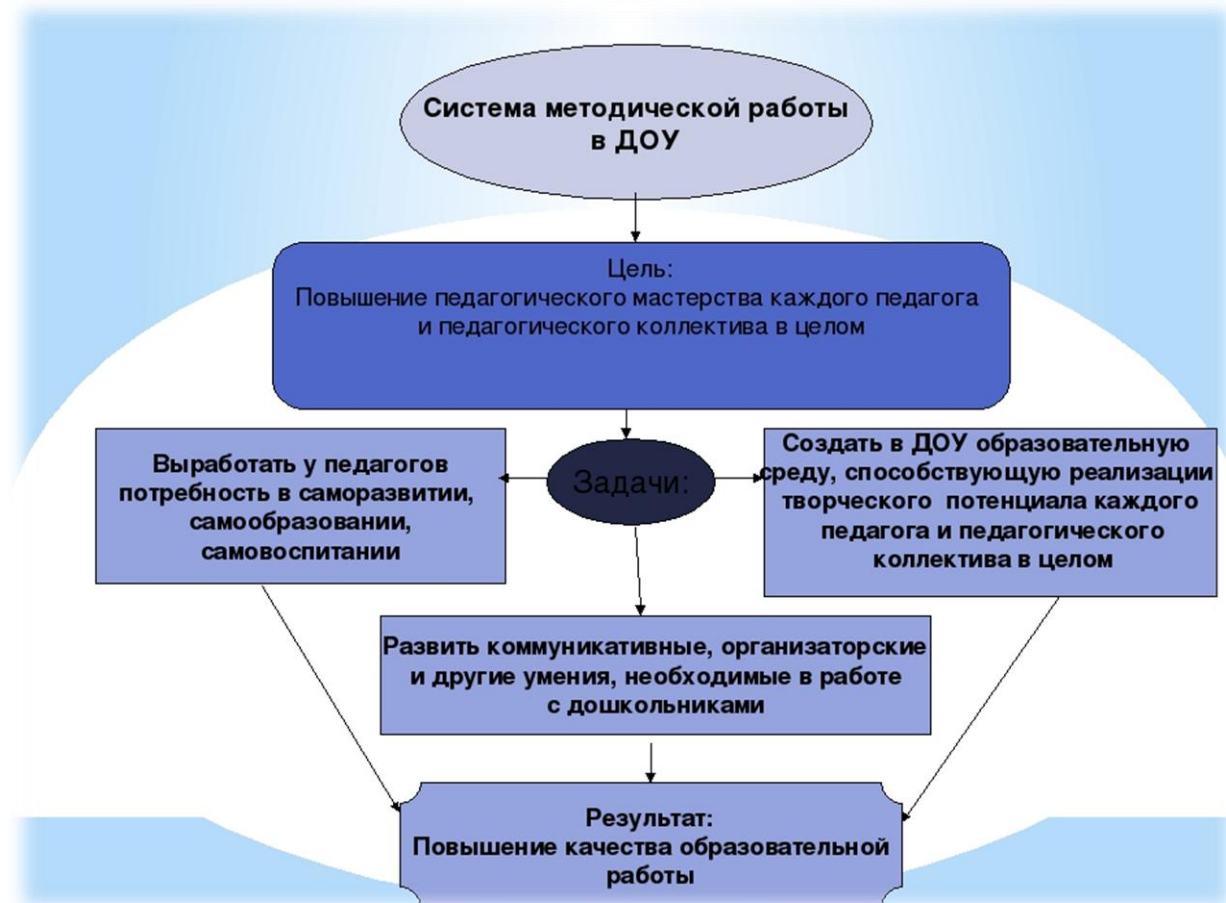 Система методической работы
в ДОУ
Цель:
Повышение педагогического мастерства каждого педагога
и педагогического коллектива в целом
Задачи:
Выработать у педагогов
потребность в саморазвитии,
самообразовании,
самовоспитании
Создать в ДОУ образовательную
среду, способствующую реализации
творческого потенциала каждого
педагога и педагогического
коллектива в целом
Развить коммуникативные, организаторские
и другие умения, необходимые в работе
с дошкольниками
Результат:
Повышение качества образовательной
работы